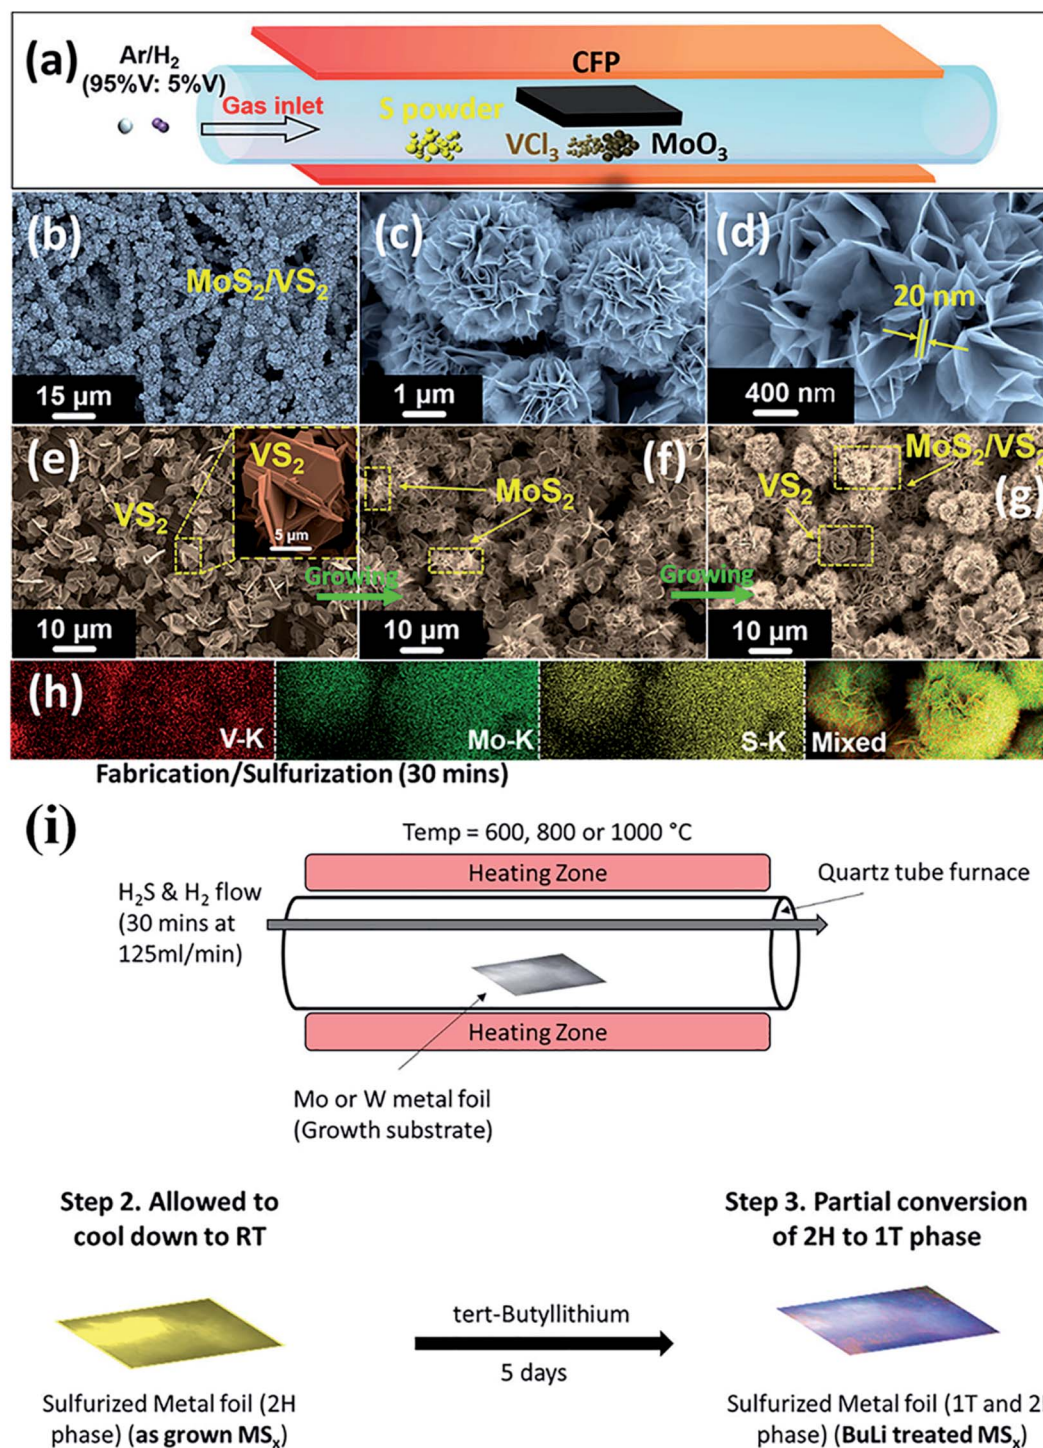 (a)
Ar/H2
(95%V: 5%V)
Gas inlet
S powder
CFP
VCl3
MoO3
(b)
MoS2/VS2
15 μm
(c)
1 μm
(d)
20 nm
400 nm
(e)
VS2
VS2
5 μm
10 μm
Growing
(f)
MoS2
10 μm
Growing
MoS2/VS2
VS2
(g)
10 μm
(h)
V-K
Mo-K
S-K
Mixed
Fabrication/Sulfurization (30 mins)
(i)
Temp = 600, 800 or 1000 °C
Heating Zone
Quartz tube furnace
H2S & H2 flow
(30 mins at
125ml/min)
Heating Zone
Mo or W metal foil
(Growth substrate)
Step 2. Allowed to
cool down to RT
Step 3. Partial conversion
of 2H to 1T phase
tert-Butyllithium
5 days
Sulfurized Metal foil (2H
phase) (as grown MSx)
Sulfurized Metal foil (1T and 2
phase) (BuLi treated MSx)